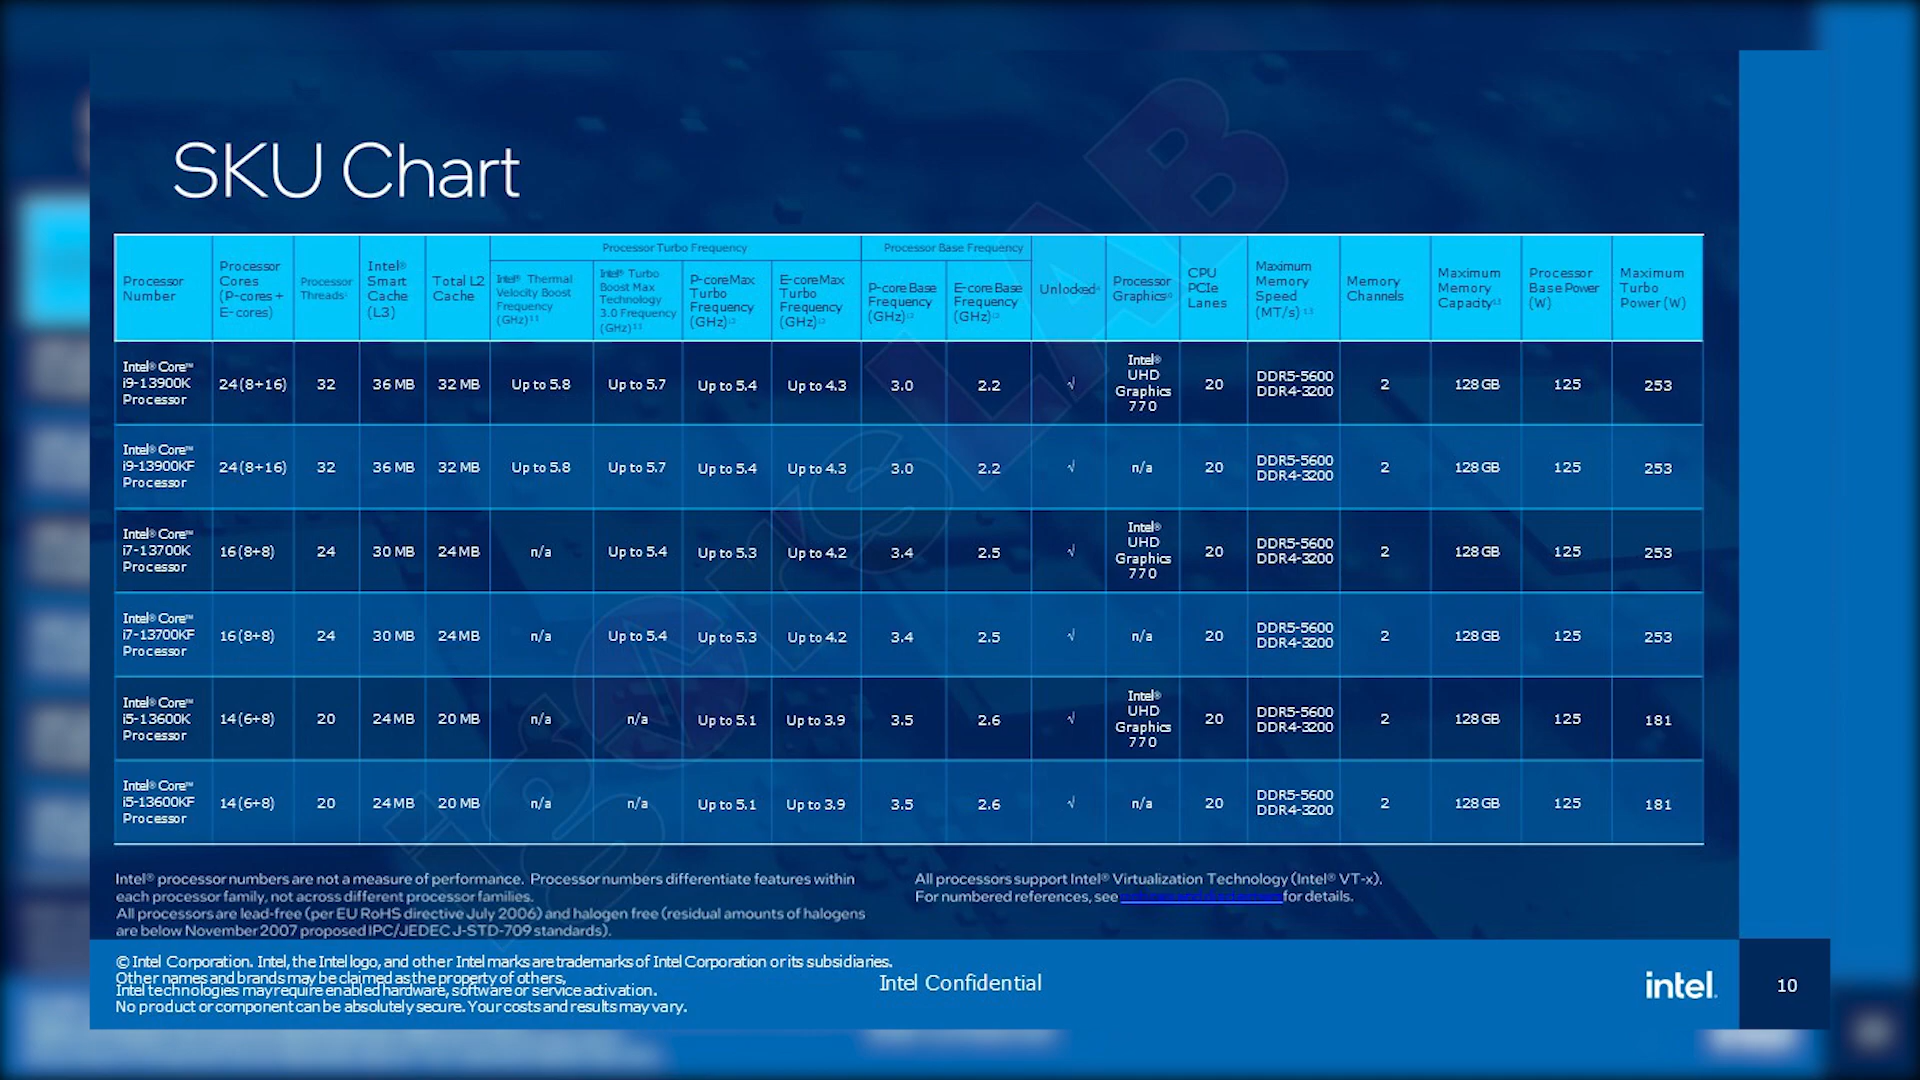 SKU Chart
Processor Turbo Frequency
Processor Base Frequency
Processor
Number
Processor
Cores
(P-cores +
E-cores)
Processor
Threads¹
Intel®
Smart
Cache
(L3)
Total L2
Cache
Intel® Thermal
Velocity Boost
Frequency
(GHz)¹¹
Intel® Turbo
Boost Max
Technology
3.0 Frequency
(GHz)¹¹
P-core Max
Turbo
Frequency
(GHz)¹²
E-core Max
Turbo
Frequency
(GHz)¹²
P-core Base
Frequency
(GHz)¹²
E-core Base
Frequency
(GHz)¹²
Unlocked⁴
Processor
Graphics¹⁰
CPU
PCIe
Lanes
Maximum
Memory
Speed
(MT/s) ¹³
Memory
Channels
Maximum
Memory
Capacity¹³
Processor
Base Power
(W)
Maximum
Turbo
Power (W)
Intel® Core™
i9-13900K
Processor
24 (8+16)
32
36 MB
32 MB
Up to 5.8
Up to 5.7
Up to 5.4
Up to 4.3
3.0
2.2
√
Intel®
UHD
Graphics
770
20
DDR5-5600
DDR4-3200
2
128 GB
125
253
Intel® Core™
i9-13900KF
Processor
24 (8+16)
32
36 MB
32 MB
Up to 5.8
Up to 5.7
Up to 5.4
Up to 4.3
3.0
2.2
√
n/a
20
DDR5-5600
DDR4-3200
2
128 GB
125
253
Intel® Core™
i7-13700K
Processor
16 (8+8)
24
30 MB
24 MB
n/a
Up to 5.4
Up to 5.3
Up to 4.2
3.4
2.5
√
Intel®
UHD
Graphics
770
20
DDR5-5600
DDR4-3200
2
128 GB
125
253
Intel® Core™
i7-13700KF
Processor
16 (8+8)
24
30 MB
24 MB
n/a
Up to 5.4
Up to 5.3
Up to 4.2
3.4
2.5
√
n/a
20
DDR5-5600
DDR4-3200
2
128 GB
125
253
Intel® Core™
i5-13600K
Processor
14 (6+8)
20
24 MB
20 MB
n/a
n/a
Up to 5.1
Up to 3.9
3.5
2.6
√
Intel®
UHD
Graphics
770
20
DDR5-5600
DDR4-3200
2
128 GB
125
181
Intel® Core™
i5-13600KF
Processor
14 (6+8)
20
24 MB
20 MB
n/a
n/a
Up to 5.1
Up to 3.9
3.5
2.6
√
n/a
20
DDR5-5600
DDR4-3200
2
128 GB
125
181
Intel® processor numbers are not a measure of performance. Processor numbers differentiate features within
each processor family, not across different processor families.
All processors are lead-free (per EU RoHS directive July 2006) and halogen free (residual amounts of halogens
are below November 2007 proposed IPC/JEDEC J-STD-709 standards).
All processors support Intel® Virtualization Technology (Intel® VT-x).
For numbered references, see for details.
© Intel Corporation. Intel, the Intel logo, and other Intel marks are trademarks of Intel Corporation or its subsidiaries.
Other names and brands may be claimed as the property of others,
Intel technologies may require enabled hardware, software or service activation.
No product or component can be absolutely secure. Your costs and results may vary.
Intel Confidential
intel.
10